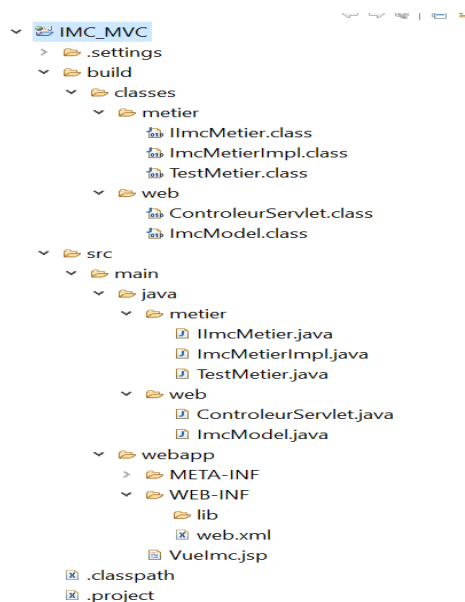 IMC_MVC
.settings
build
classes
metier
IImcMetier.class
ImcMetierImpl.class
TestMetier.class
web
ControleurServlet.class
ImcModel.class
src
main
java
metier
IImcMetier.java
ImcMetierImpl.java
TestMetier.java
web
ControleurServlet.java
ImcModel.java
webapp
META-INF
WEB-INF
lib
web.xml
VueImc.jsp
.classpath
.project